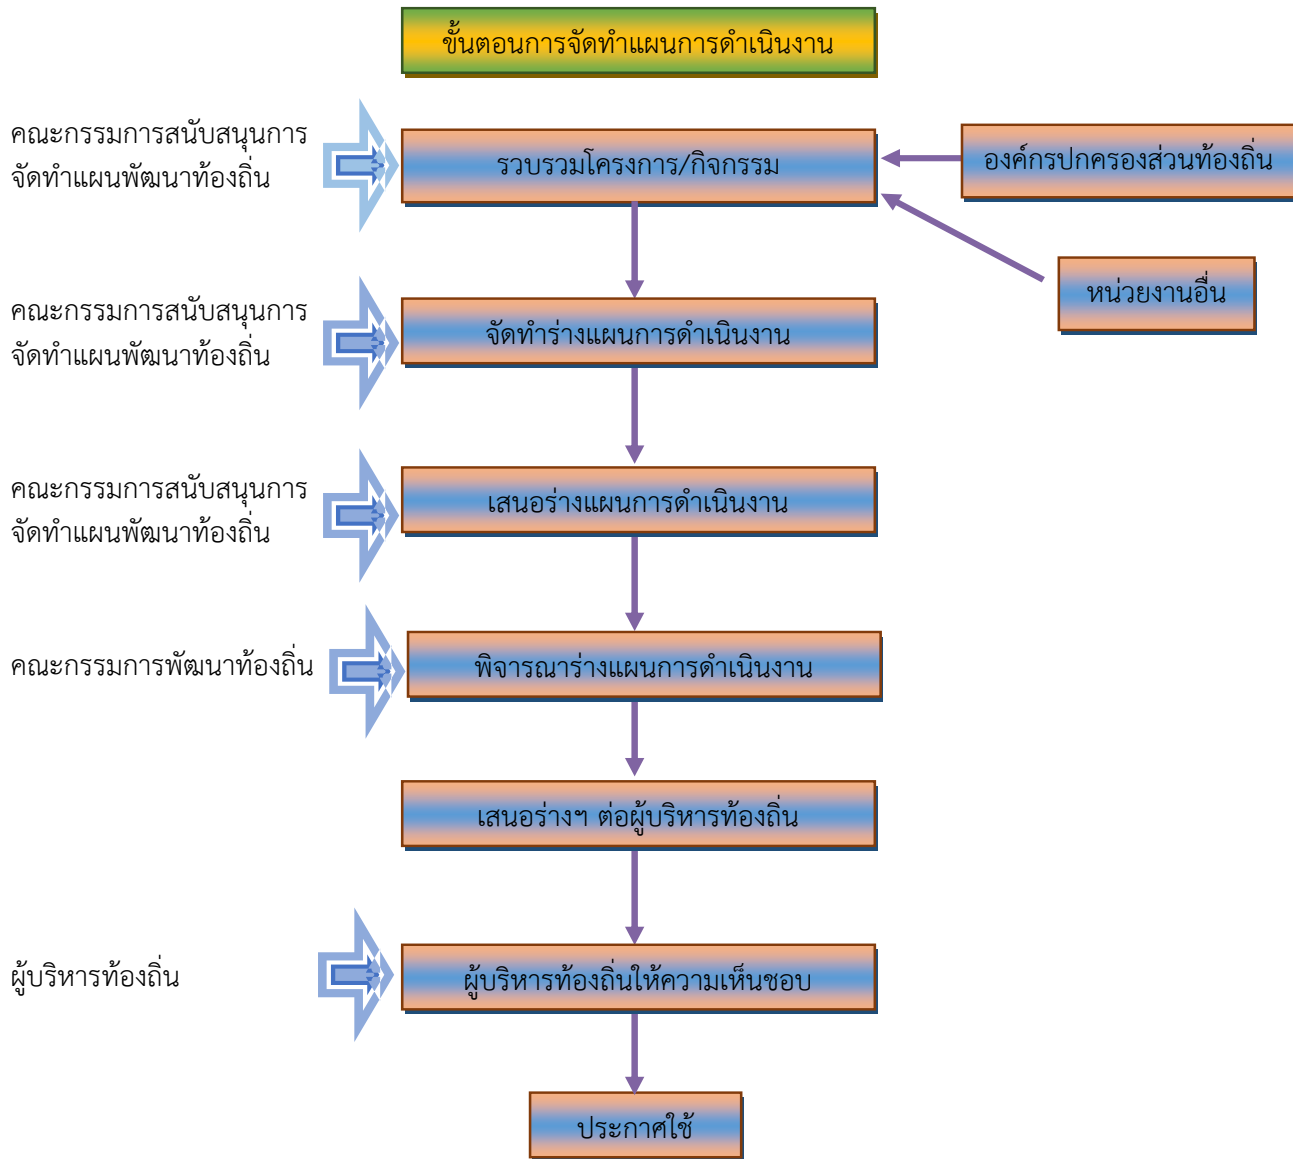 ขั้นตอนการจัดทำแผนการดำเนินงาน
คณะกรรมการสนับสนุนการ
จัดทำแผนพัฒนาท้องถิ่น
รวบรวมโครงการ/กิจกรรม
องค์กรปกครองส่วนท้องถิ่น
หน่วยงานอื่น
คณะกรรมการสนับสนุนการ
จัดทำแผนพัฒนาท้องถิ่น
จัดทำร่างแผนการดำเนินงาน
คณะกรรมการสนับสนุนการ
จัดทำแผนพัฒนาท้องถิ่น
เสนอร่างแผนการดำเนินงาน
คณะกรรมการพัฒนาท้องถิ่น
พิจารณาร่างแผนการดำเนินงาน
เสนอร่างฯ ต่อผู้บริหารท้องถิ่น
ผู้บริหารท้องถิ่น
ผู้บริหารท้องถิ่นให้ความเห็นชอบ
ประกาศใช้